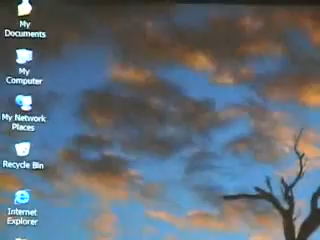 My
Documents
My
Computer
My Network
Places
Recycle Bin
Internet
Explorer